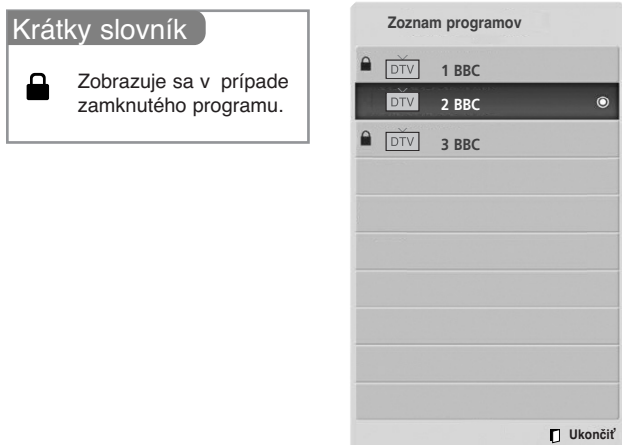 Krátky slovník
Zobrazuje sa v prípade
zamknutého programu.
Zoznam programov
DTV 1 BBC
DTV 2 BBC
DTV 3 BBC
Ukončiť